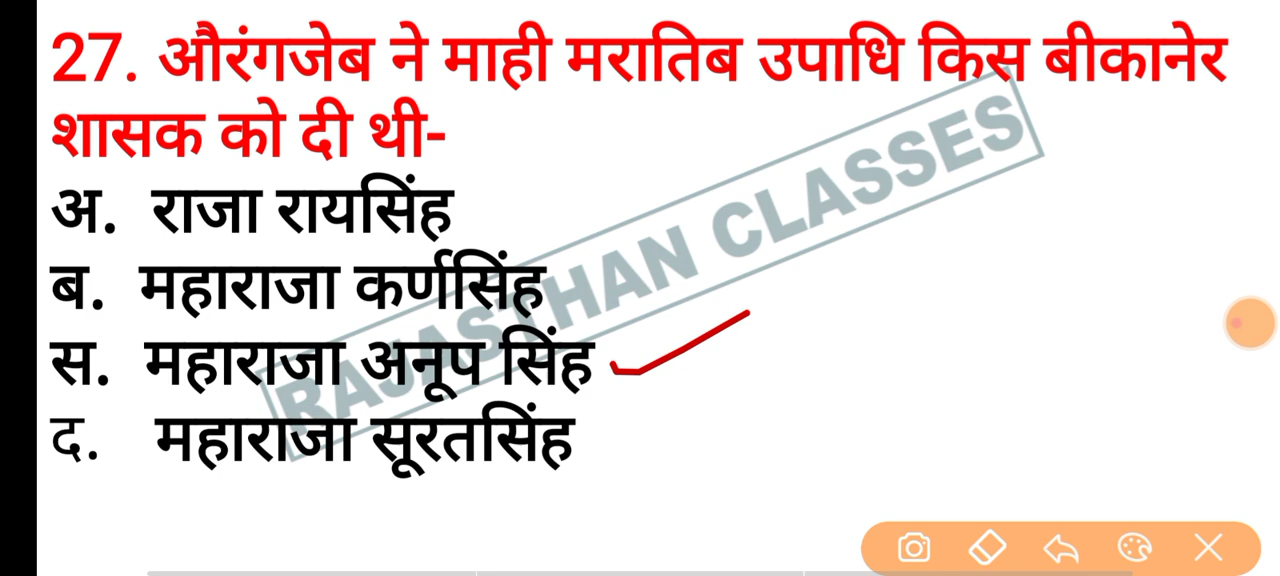 27. औरंगजेब ने माही मरातिब उपाधि किस बीकानेर
शासक को दी थी-
अ. राजा रायसिंह
ब. महाराजा कर्णसिंह
स. महाराजा अनूप सिंह
द. महाराजा सूरतसिंह
RAJASTHAN CLASSES